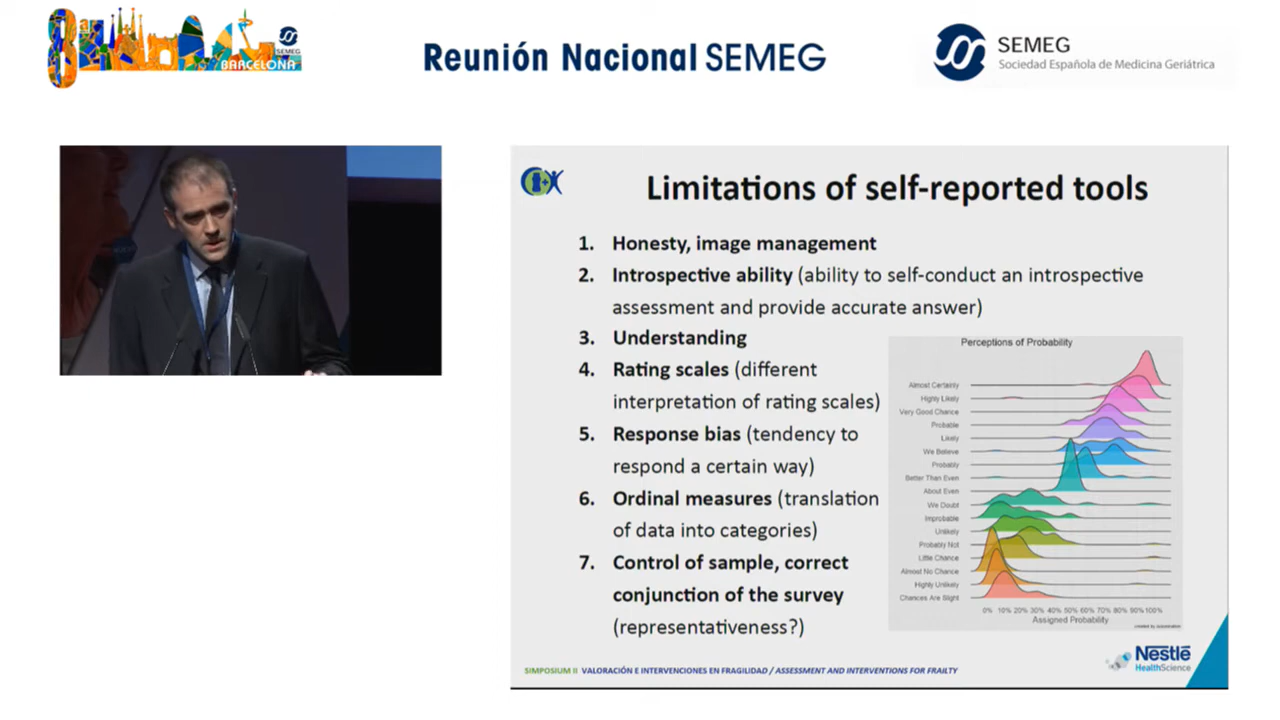 8ª
SEMEG
BARCELONA
Reunión Nacional SEMEG
SEMEG
Sociedad Española de Medicina Geriátrica
Limitations of self-reported tools
1. Honesty, image management
2. Introspective ability (ability to self-conduct an introspective
assessment and provide accurate answer)
3. Understanding
4. Rating scales (different
interpretation of rating scales)
5. Response bias (tendency to
respond a certain way)
6. Ordinal measures (translation
of data into categories)
7. Control of sample, correct
conjunction of the survey
(representativeness?)
Perceptions of Probability
Almost Certainly
Highly Likely
Very Good Chance
Probable
Likely
We Believe
Probably
Better Than Even
About Even
We Doubt
Improbable
Unlikely
Probably Not
Little Chance
Almost No Chance
Highly Unlikely
Chances Are Slight
0% 10% 20% 30% 40% 50% 60% 70% 80% 90% 100%
Assigned Probability
created by
SIMPOSIUM II VALORACIÓN E INTERVENCIONES EN FRAGILIDAD / ASSESSMENT AND INTERVENTIONS FOR FRAILTY
Nestlé
HealthScience